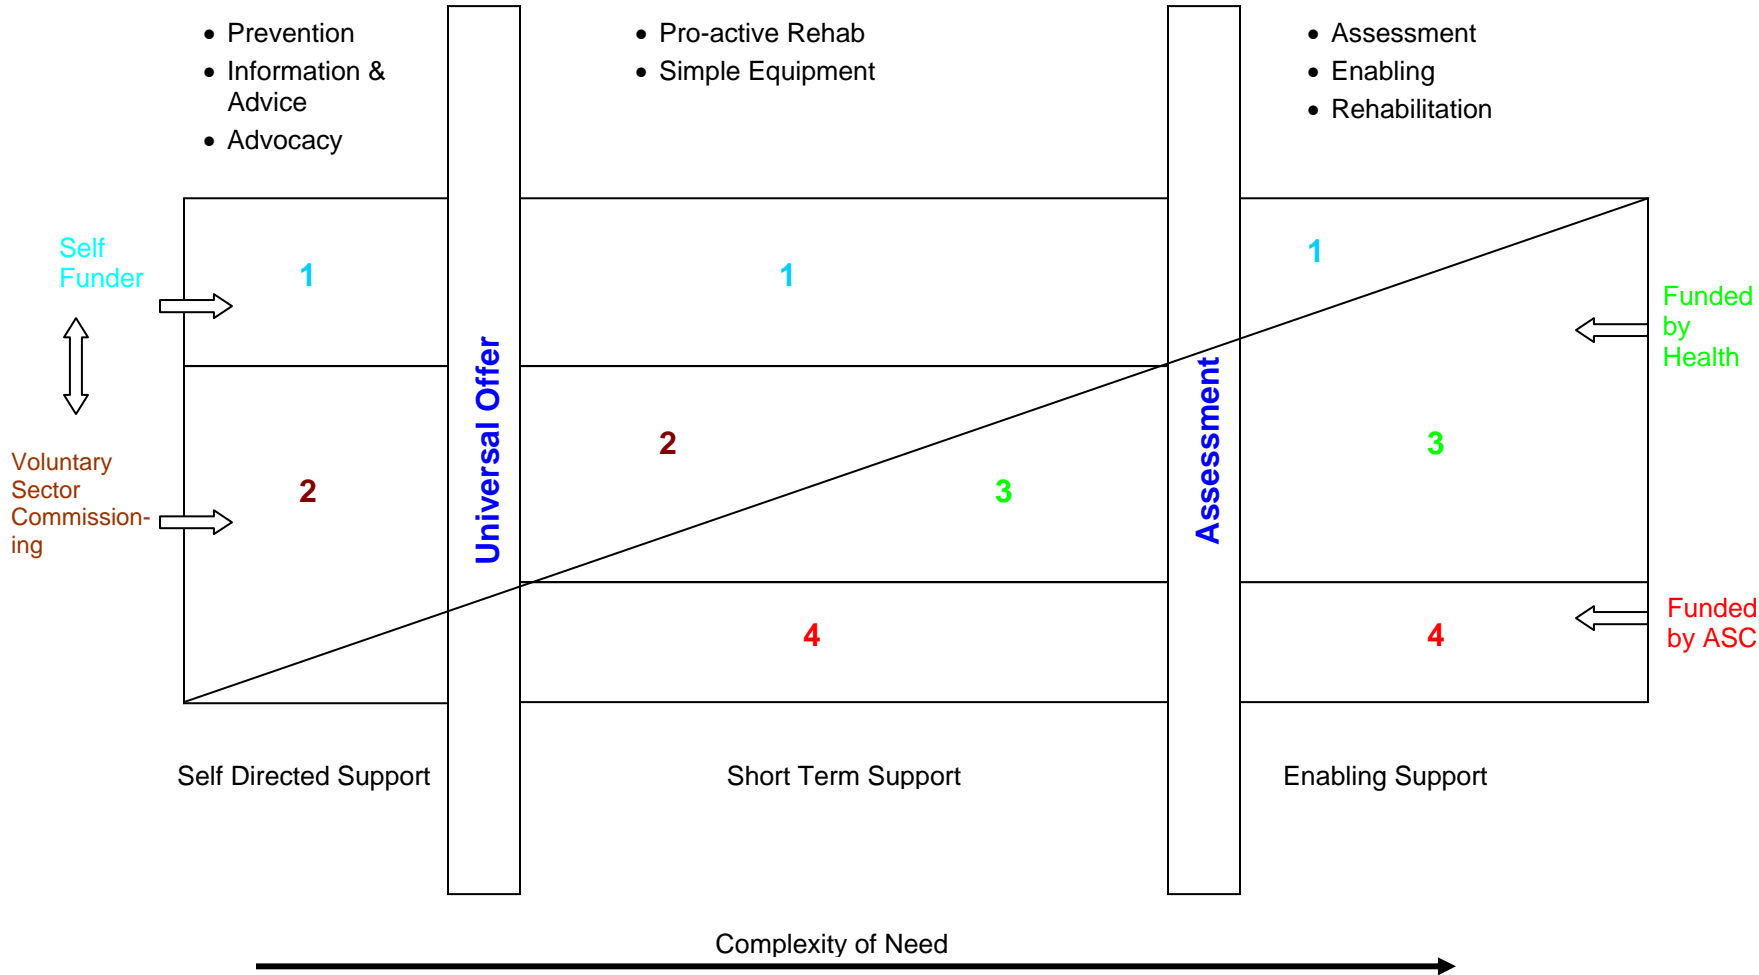 • Prevention
• Information &
Advice
• Advocacy
• Pro-active Rehab
• Simple Equipment
• Assessment
• Enabling
• Rehabilitation
Self
Funder
Voluntary
Sector
Commission-
ing
1
2
Universal Offer
1
2
3
4
Assessment
1
3
4
Funded
by
Health
Funded
by ASC
Self Directed Support
Short Term Support
Enabling Support
Complexity of Need